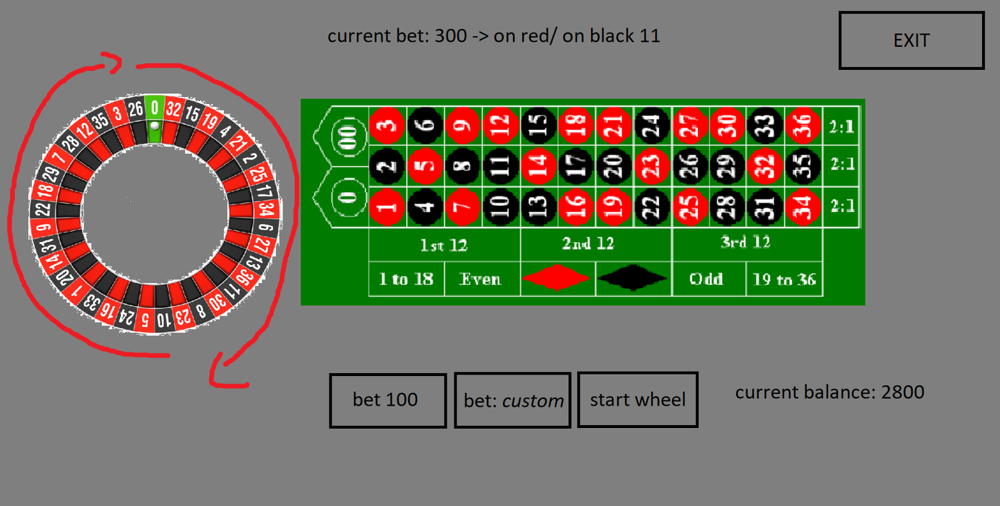 current bet: 300 -> on red/ on black 11
EXIT
0 32 15 19 4 21 2 25 17 34 6 27 13 36 11 30 8 23 10 5 24 16 33 1 20 14 31 9 22 18 29 7 28 12 35 3 26
00 3 6 9 12 15 18 21 24 27 30 33 36 2:1
2 5 8 11 14 17 20 23 26 29 32 35 2:1
0 1 4 7 10 13 16 19 22 25 28 31 34 2:1
1st 12 2nd 12 3rd 12
1 to 18 Even Odd 19 to 36
bet 100
bet: custom
start wheel
current balance: 2800